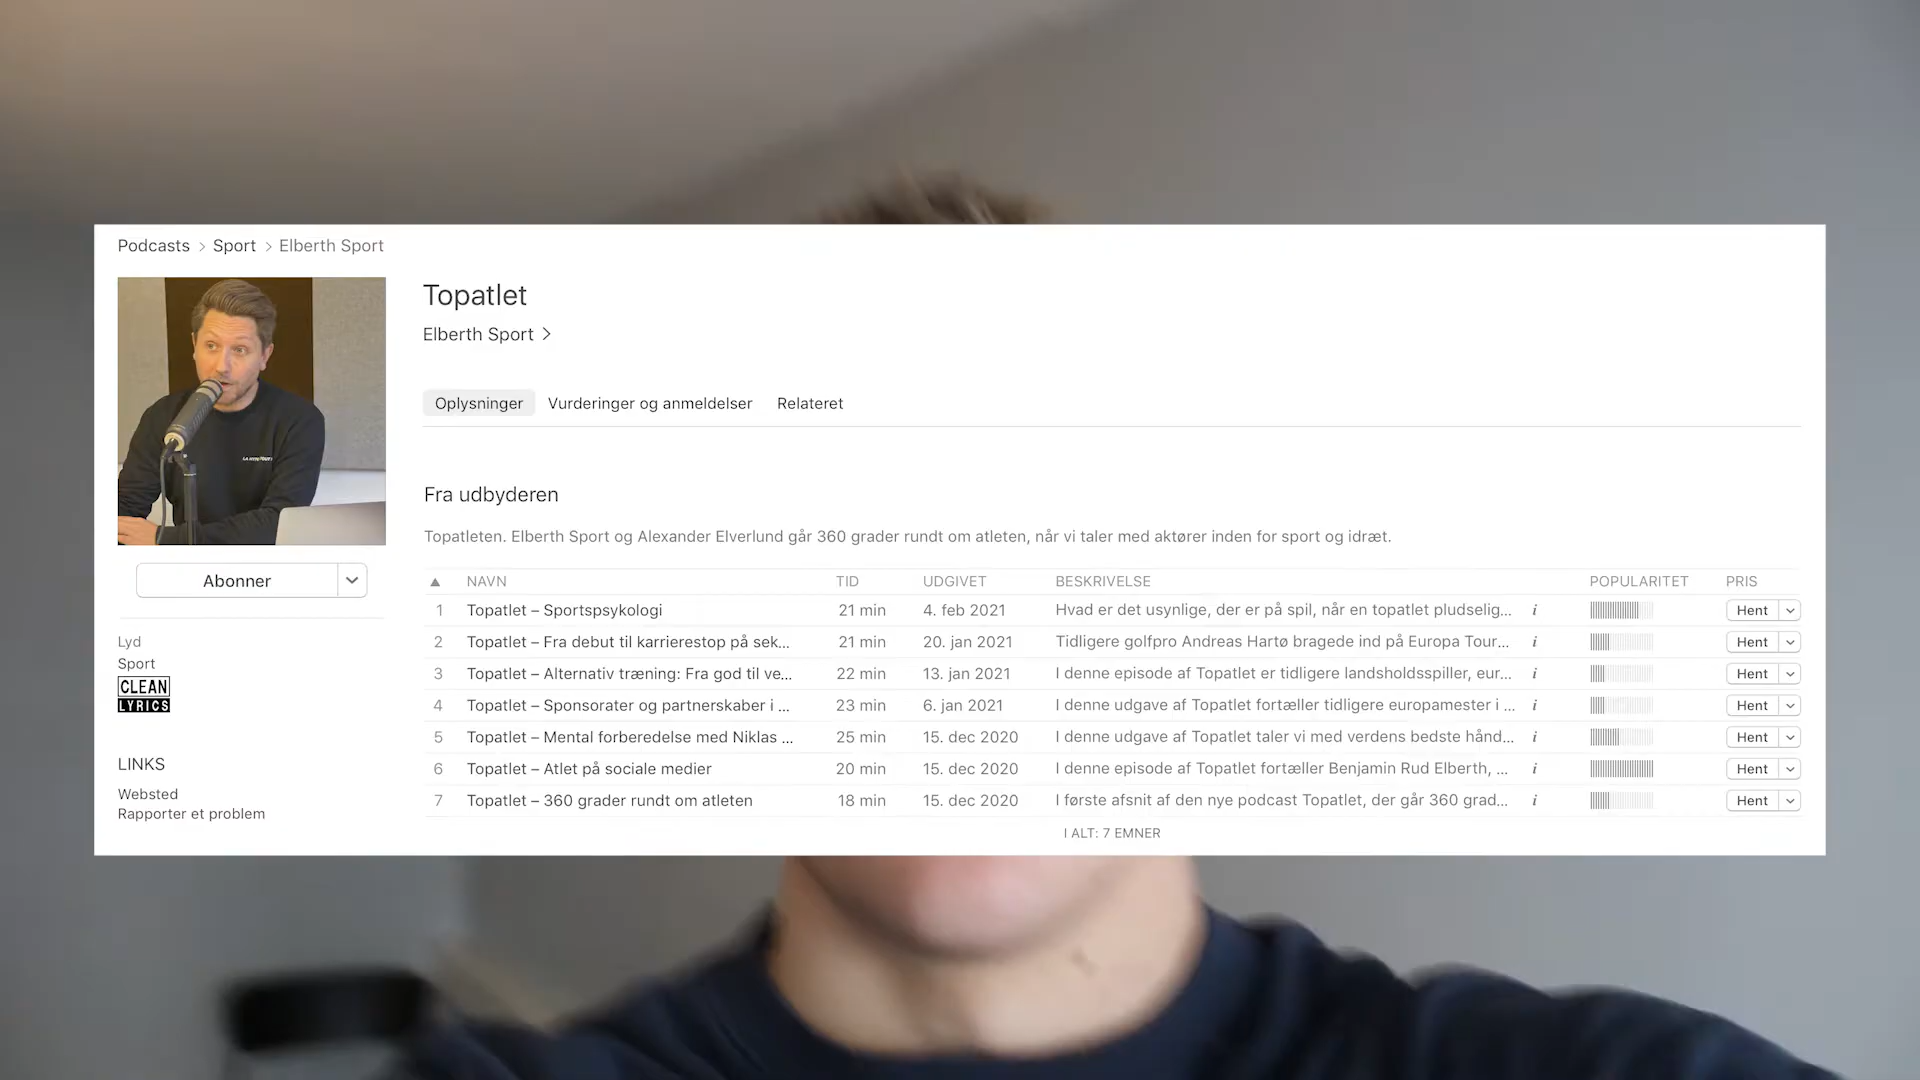 Podcasts > Sport > Elberth Sport
Topatlet
Elberth Sport >
Oplysninger Vurderinger og anmeldelser Relateret
Fra udbyderen
Topatleten. Elberth Sport og Alexander Elverlund går 360 grader rundt om atleten, når vi taler med aktører inden for sport og idræt.
Abonner
Lyd
Sport
CLEAN
LYRICS
LINKS
Websted
Rapporter et problem
▲ NAVN TID UDGIVET BESKRIVELSE POPULARITET PRIS
1 Topatlet – Sportspsykologi 21 min 4. feb 2021 Hvad er det usynlige, der er på spil, når en topatlet pludselig... i Hent
2 Topatlet – Fra debut til karrierestop på sek... 21 min 20. jan 2021 Tidligere golfpro Andreas Hartø bragede ind på Europa Tour... i Hent
3 Topatlet – Alternativ træning: Fra god til ve... 22 min 13. jan 2021 I denne episode af Topatlet er tidligere landsholdsspiller, eur... i Hent
4 Topatlet – Sponsorater og partnerskaber i ... 23 min 6. jan 2021 I denne udgave af Topatlet fortæller tidligere europamester i ... i Hent
5 Topatlet – Mental forberedelse med Niklas ... 25 min 15. dec 2020 I denne udgave af Topatlet taler vi med verdens bedste hånd... i Hent
6 Topatlet – Atlet på sociale medier 20 min 15. dec 2020 I denne episode af Topatlet fortæller Benjamin Rud Elberth, ... i Hent
7 Topatlet – 360 grader rundt om atleten 18 min 15. dec 2020 I første afsnit af den nye podcast Topatlet, der går 360 grad... i Hent
I ALT: 7 EMNER